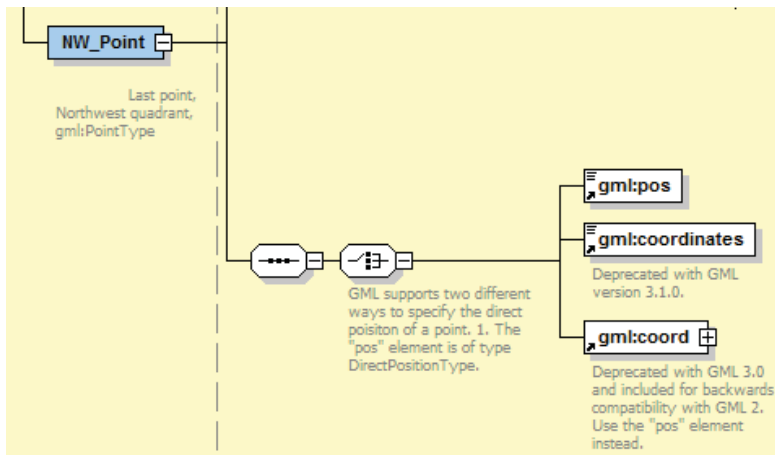 NW_Point
Last point,
Northwest quadrant,
gml:PointType
gml:pos
gml:coordinates
Deprecated with GML
version 3.1.0.
GML supports two different
ways to specify the direct
poisiton of a point. 1. The
"pos" element is of type
DirectPositionType.
gml:coord
Deprecated with GML 3.0
and included for backwards
compatibility with GML 2.
Use the "pos" element
instead.